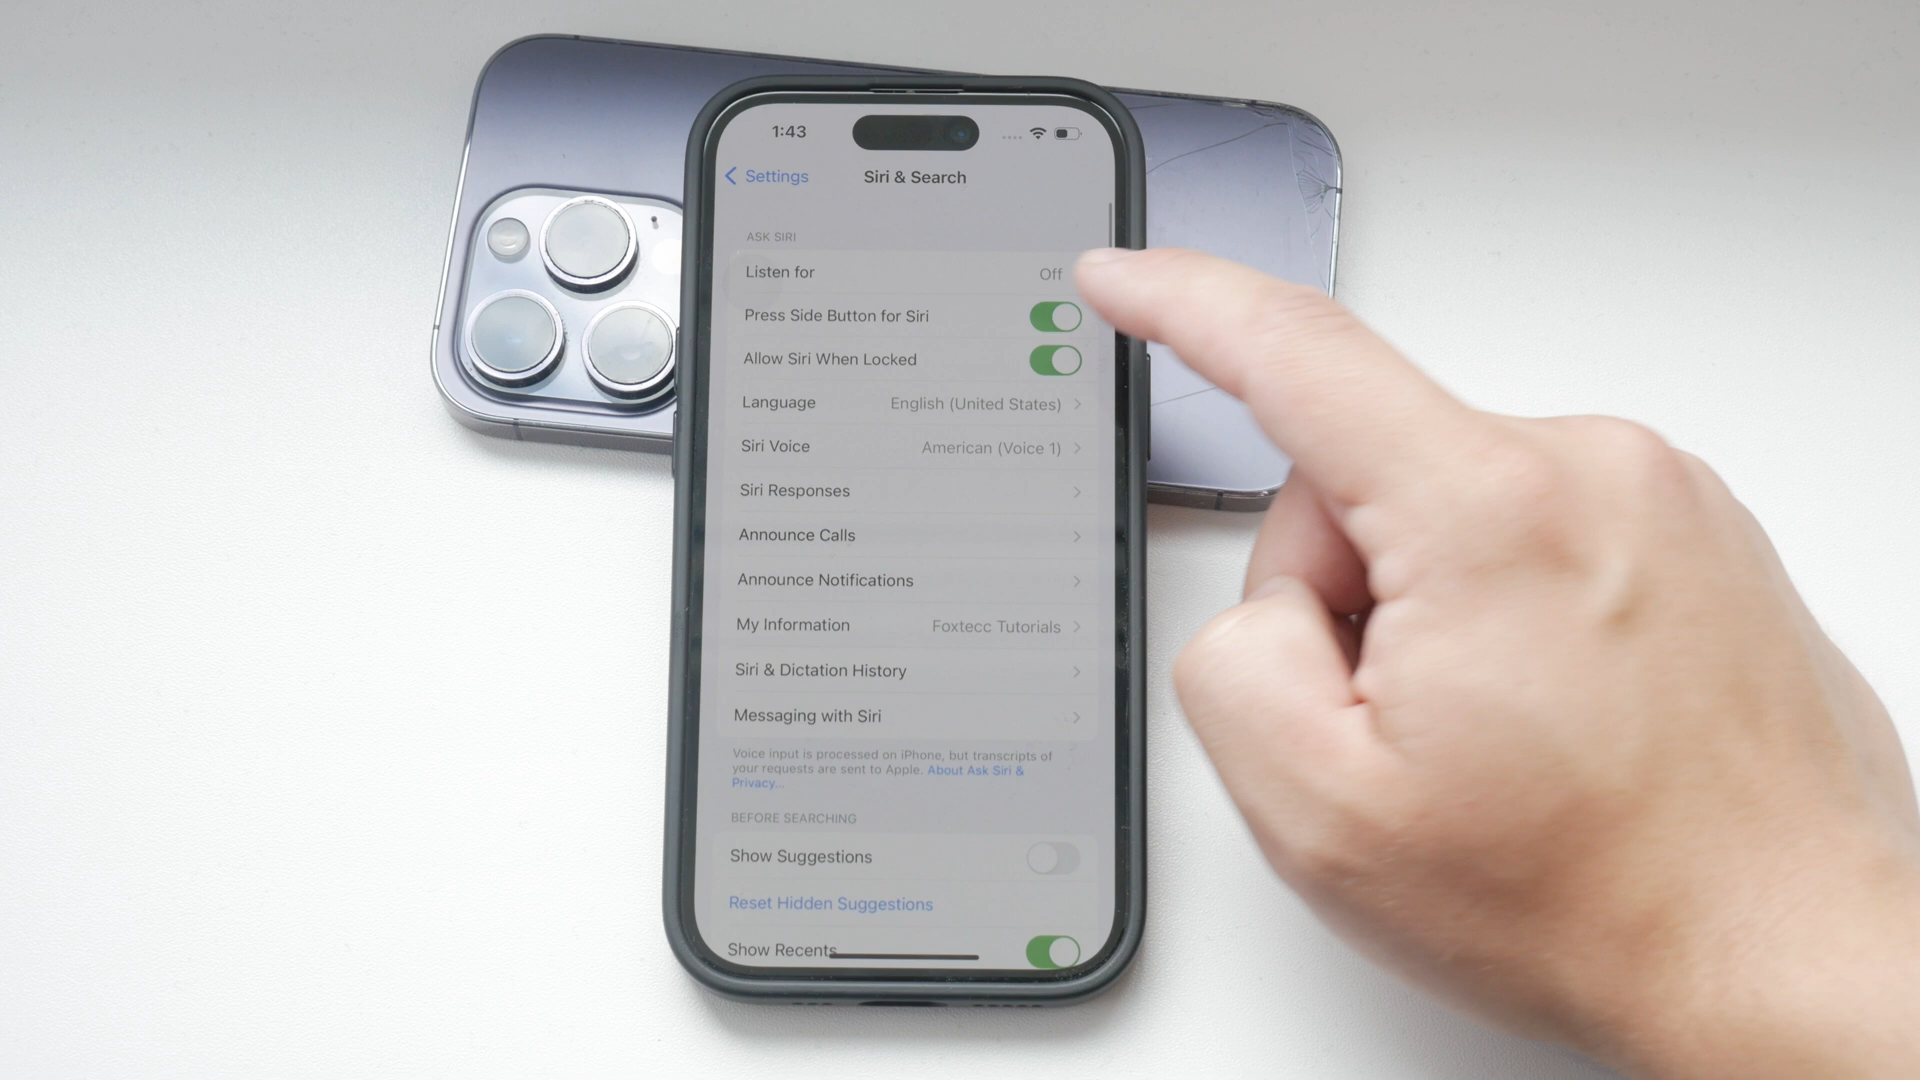 1:43
Settings
Siri & Search
ASK SIRI
Listen for Off
Press Side Button for Siri
Allow Siri When Locked
Language English (United States)
Siri Voice American (Voice 1)
Siri Responses
Announce Calls
Announce Notifications
My Information Foxtecc Tutorials
Siri & Dictation History
Messaging with Siri
Voice input is processed on iPhone, but transcripts of
your requests are sent to Apple. About Ask Siri &
Privacy...
BEFORE SEARCHING
Show Suggestions
Reset Hidden Suggestions
Show Recents